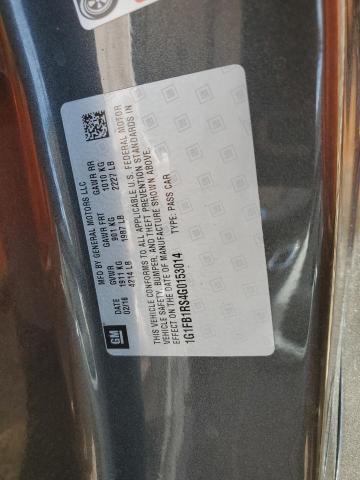 GM
MFD BY GENERAL MOTORS LLC
DATE GVWR GAWR FRT GAWR RR
02/16 1911 KG 901 KG 1010 KG
4214 LB 1987 LB 2227 LB
THIS VEHICLE CONFORMS TO ALL APPLICABLE U.S. FEDERAL MOTOR
VEHICLE SAFETY, BUMPER, AND THEFT PREVENTION STANDARDS IN
EFFECT ON THE DATE OF MANUFACTURE SHOWN ABOVE.
1G1FB1RS4G0153014 TYPE: PASS CAR